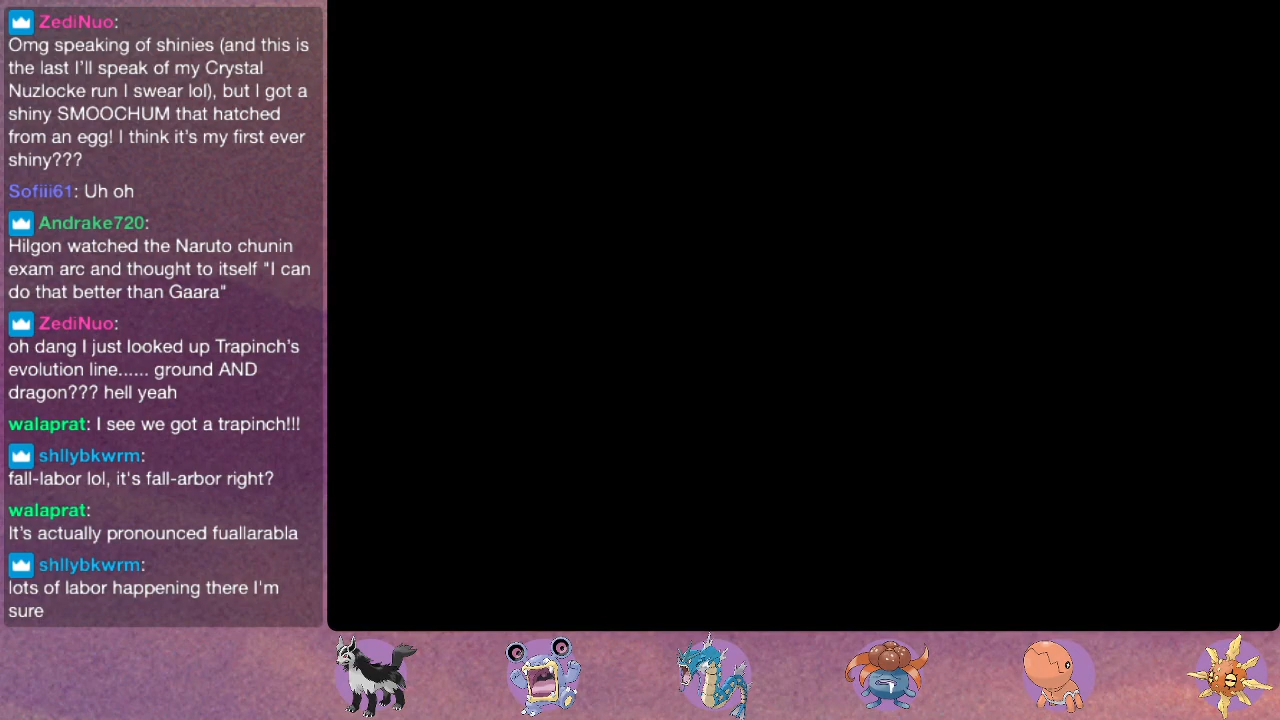 ZediNuo:
Omg speaking of shinies (and this is
the last I'll speak of my Crystal
Nuzlocke run I swear lol), but I got a
shiny SMOOCHUM that hatched
from an egg! I think it's my first ever
shiny???
Sofiii61: Uh oh
Andrake720:
Hilgon watched the Naruto chunin
exam arc and thought to itself "I can
do that better than Gaara"
ZediNuo:
oh dang I just looked up Trapinch's
evolution line...... ground AND
dragon??? hell yeah
walaprat: I see we got a trapinch!!!
shllybkwrm:
fall-labor lol, it's fall-arbor right?
walaprat:
It's actually pronounced fuallarabla
shllybkwrm:
lots of labor happening there I'm
sure